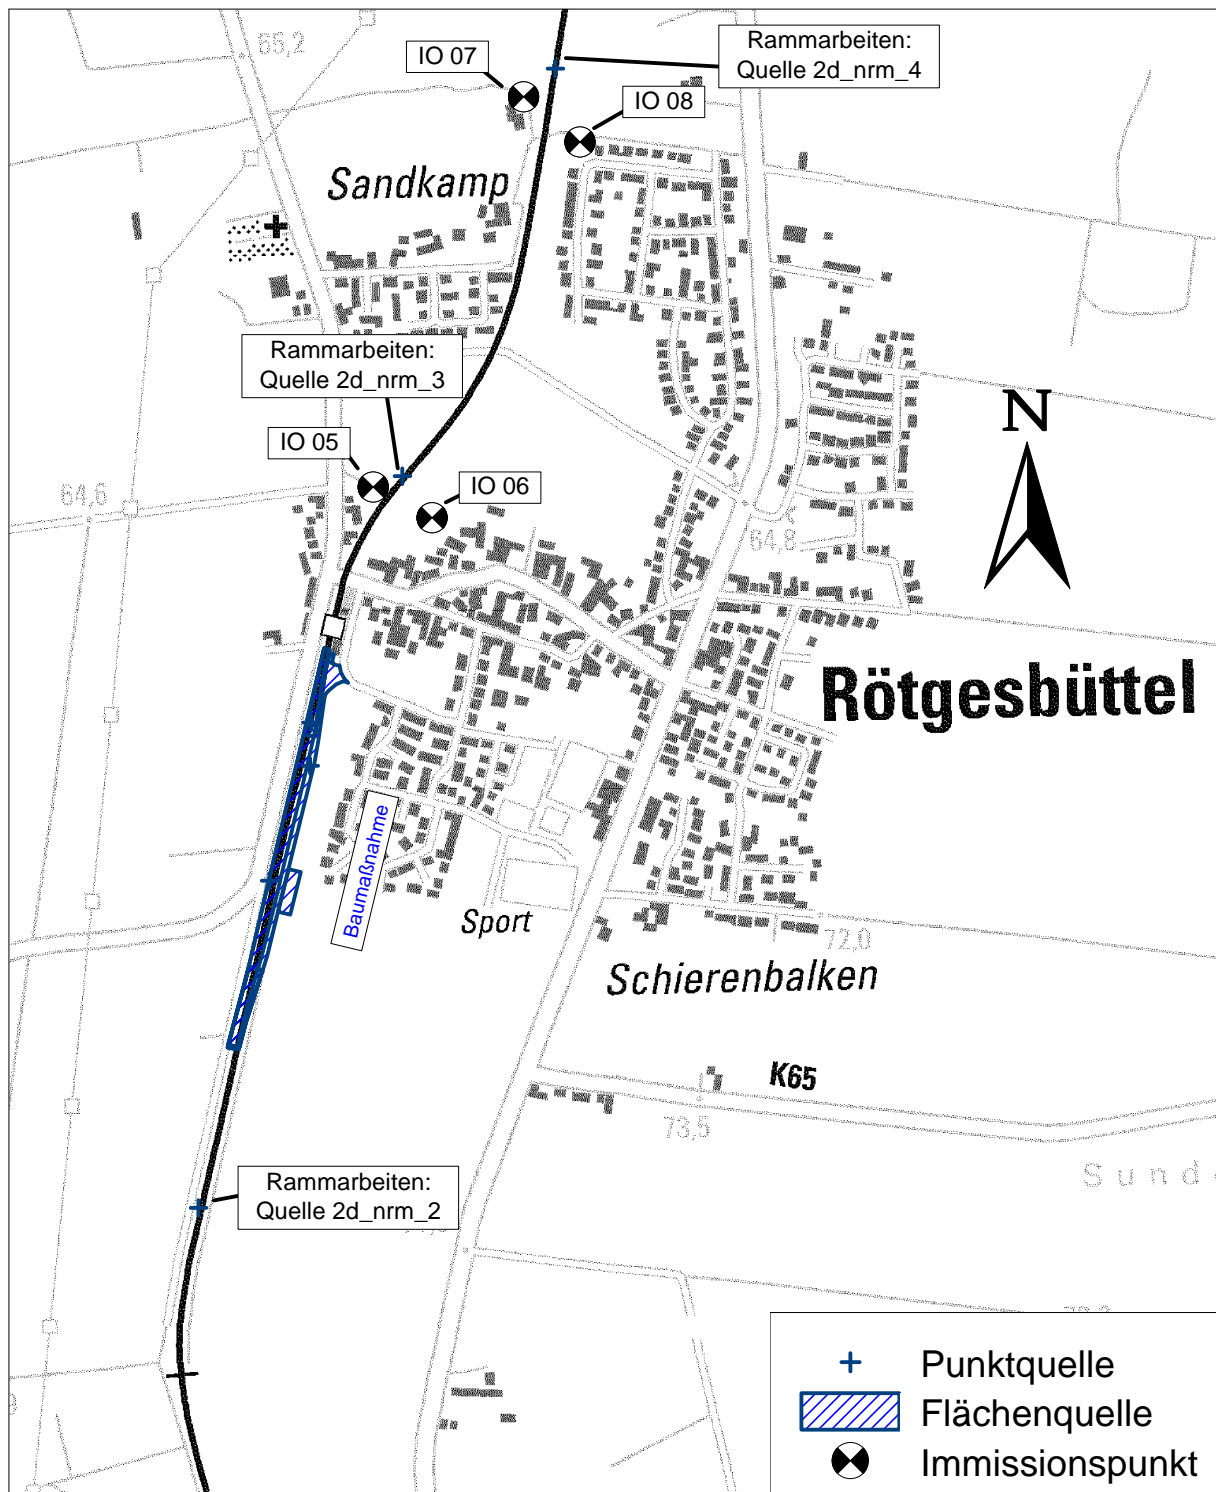 65,2
IO 07
Rammarbeiten:
Quelle 2d_nrm_4
IO 08
Sandkamp
Rammarbeiten:
Quelle 2d_nrm_3
N
IO 05
IO 06
64,6
64,8
Rötgesbüttel
Baumaßnahme
Sport
72,0
Schierenbalken
K65
73,5
Sund
Rammarbeiten:
Quelle 2d_nrm_2
Punktquelle
Flächenquelle
Immissionspunkt